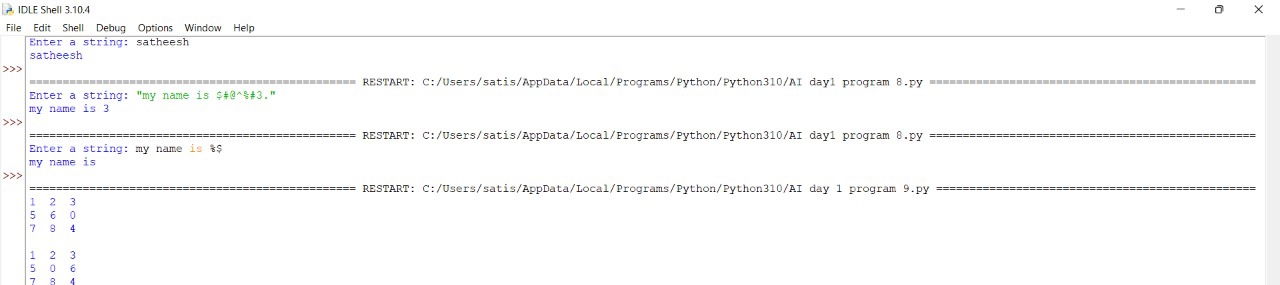 IDLE Shell 3.10.4
File Edit Shell Debug Options Window Help
Enter a string: satheesh
satheesh
>>>
================================================= RESTART: C:/Users/satis/AppData/Local/Programs/Python/Python310/AI day1 program 8.py =================================================
Enter a string: "my name is $#@^%#3."
my name is 3
>>>
================================================= RESTART: C:/Users/satis/AppData/Local/Programs/Python/Python310/AI day1 program 8.py =================================================
Enter a string: my name is %$
my name is
>>>
================================================= RESTART: C:/Users/satis/AppData/Local/Programs/Python/Python310/AI day 1 program 9.py ================================================
1 2 3
5 6 0
7 8 4
1 2 3
5 0 6
7 8 4